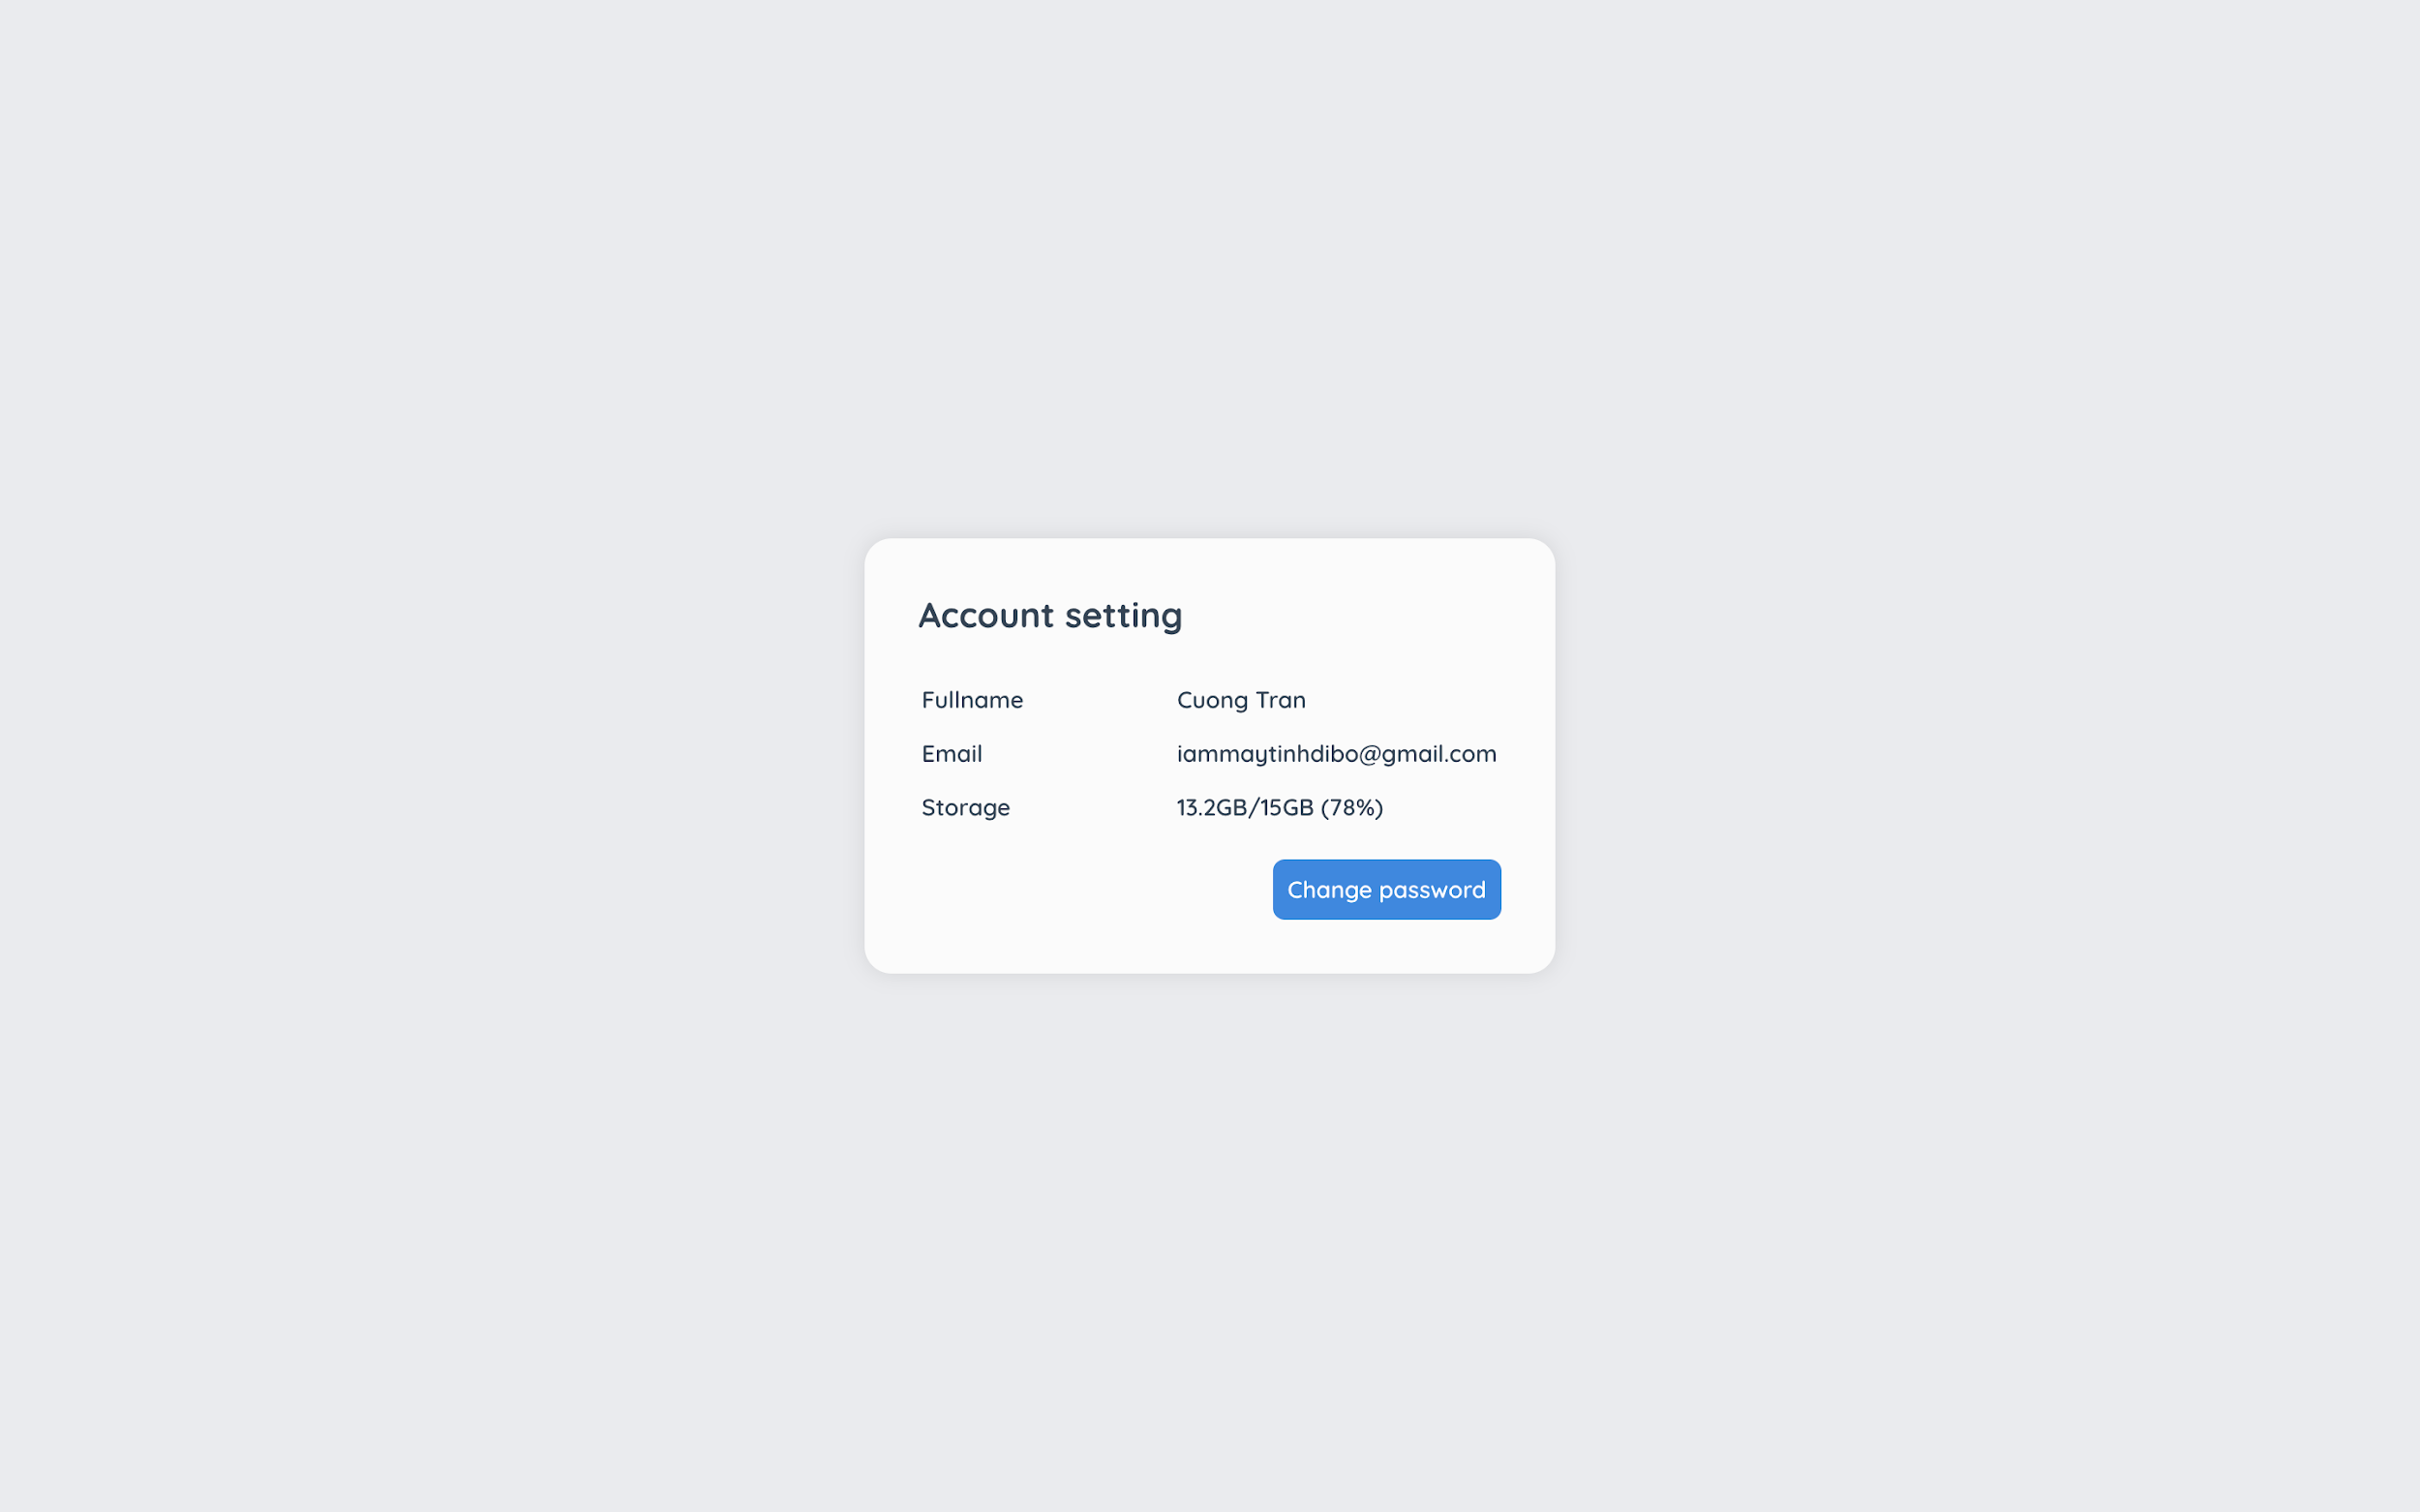 Account setting
Fullname Cuong Tran
Email iammaytinhdibo@gmail.com
Storage 13.2GB/15GB (78%)
Change password